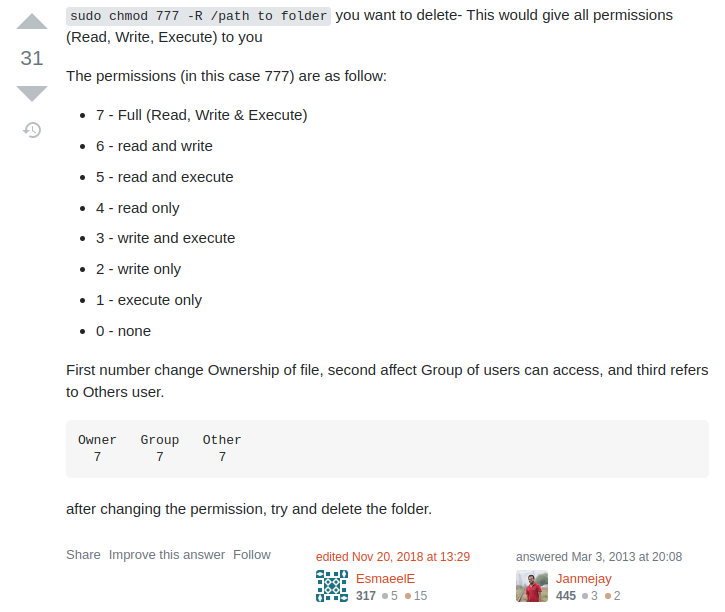 sudo chmod 777 -R /path to folder you want to delete- This would give all permissions
(Read, Write, Execute) to you
31
The permissions (in this case 777) are as follow:
7 - Full (Read, Write & Execute)
6 - read and write
5 - read and execute
4 - read only
3 - write and execute
2 - write only
1 - execute only
0 - none
First number change Ownership of file, second affect Group of users can access, and third refers
to Others user.
Owner Group Other
7 7 7
after changing the permission, try and delete the folder.
Share Improve this answer Follow
edited Nov 20, 2018 at 13:29
EsmaeelE
317 5 15
answered Mar 3, 2013 at 20:08
Janmejay
445 3 2